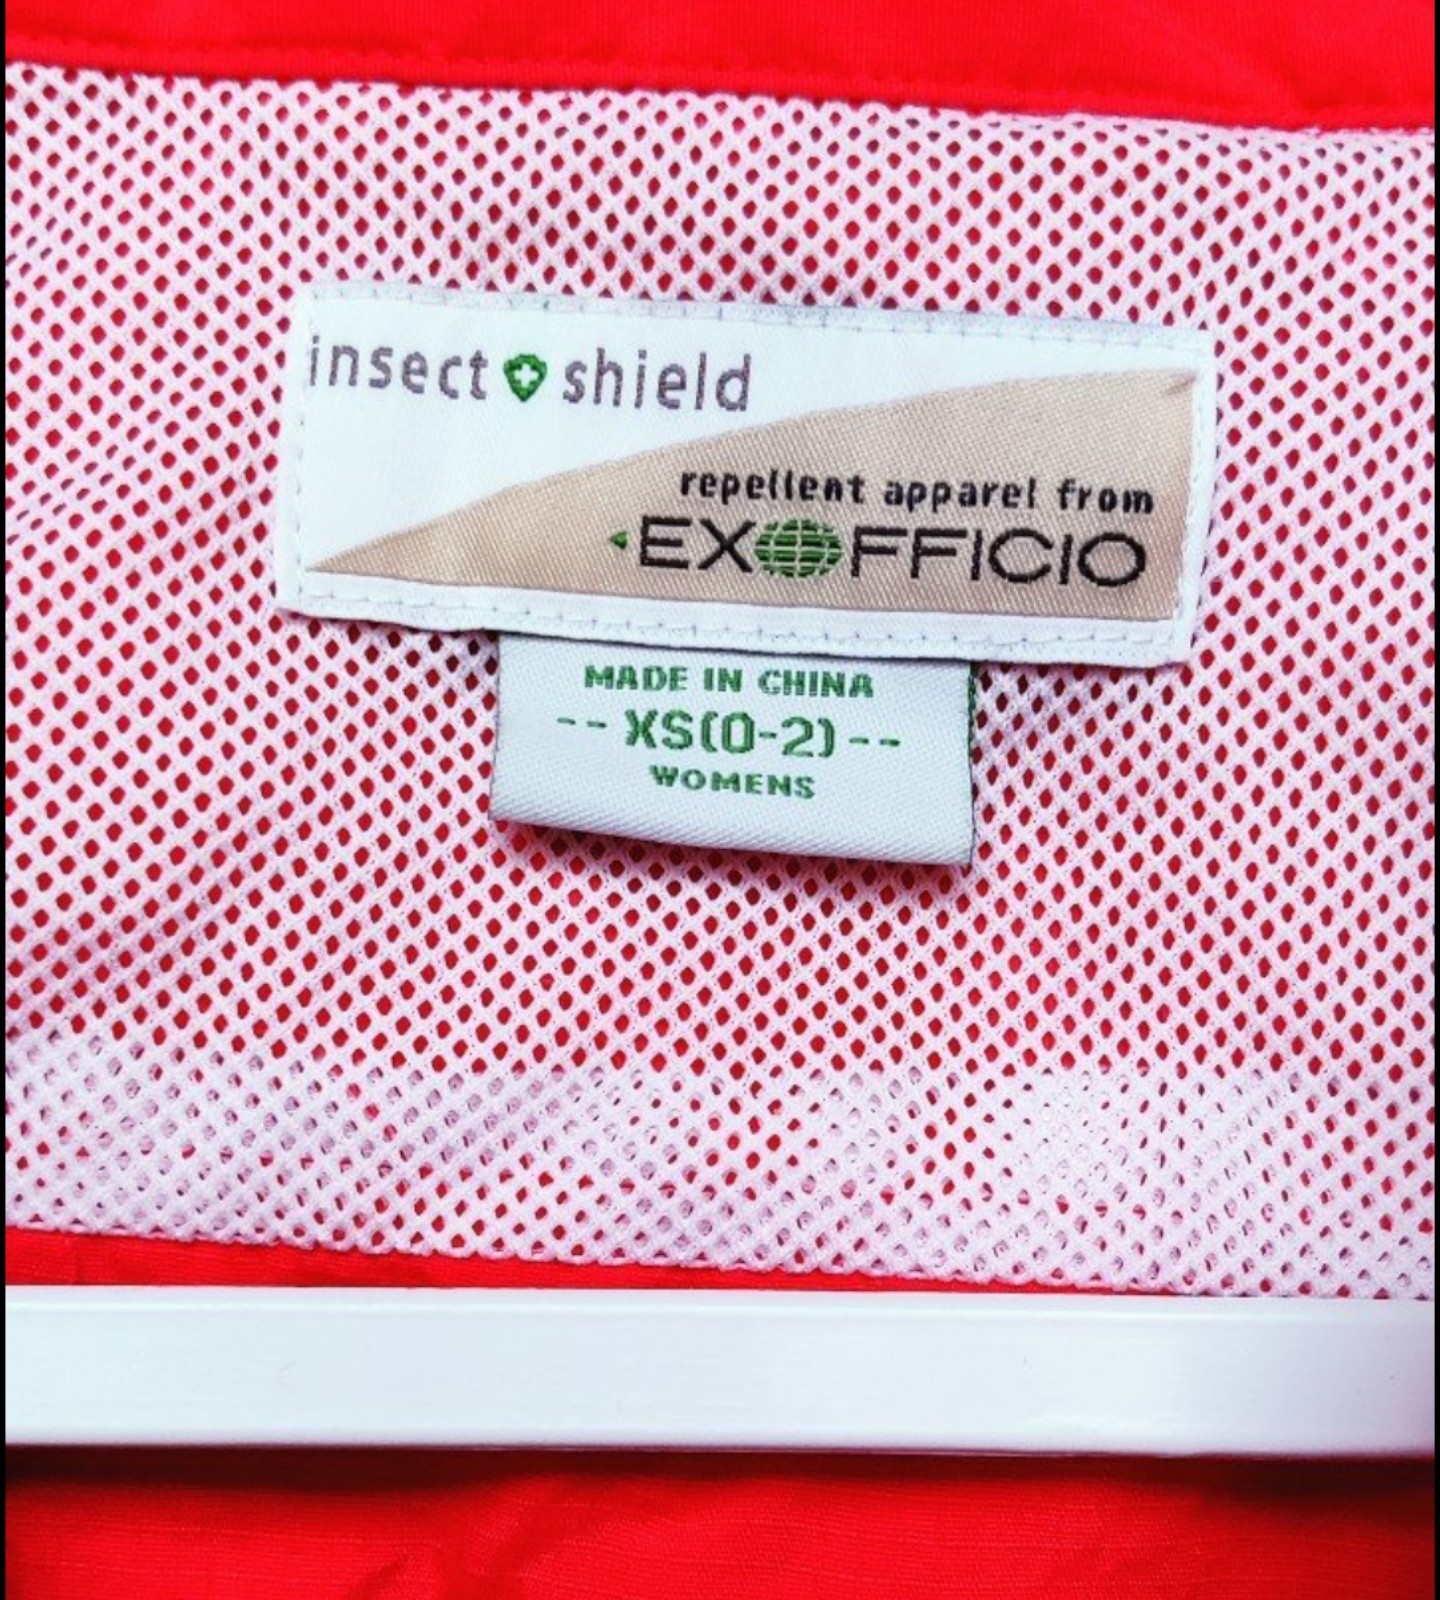 insect shield
repellent apparel from
EXOFFICIO
MADE IN CHINA
-- XS(0-2) --
WOMENS